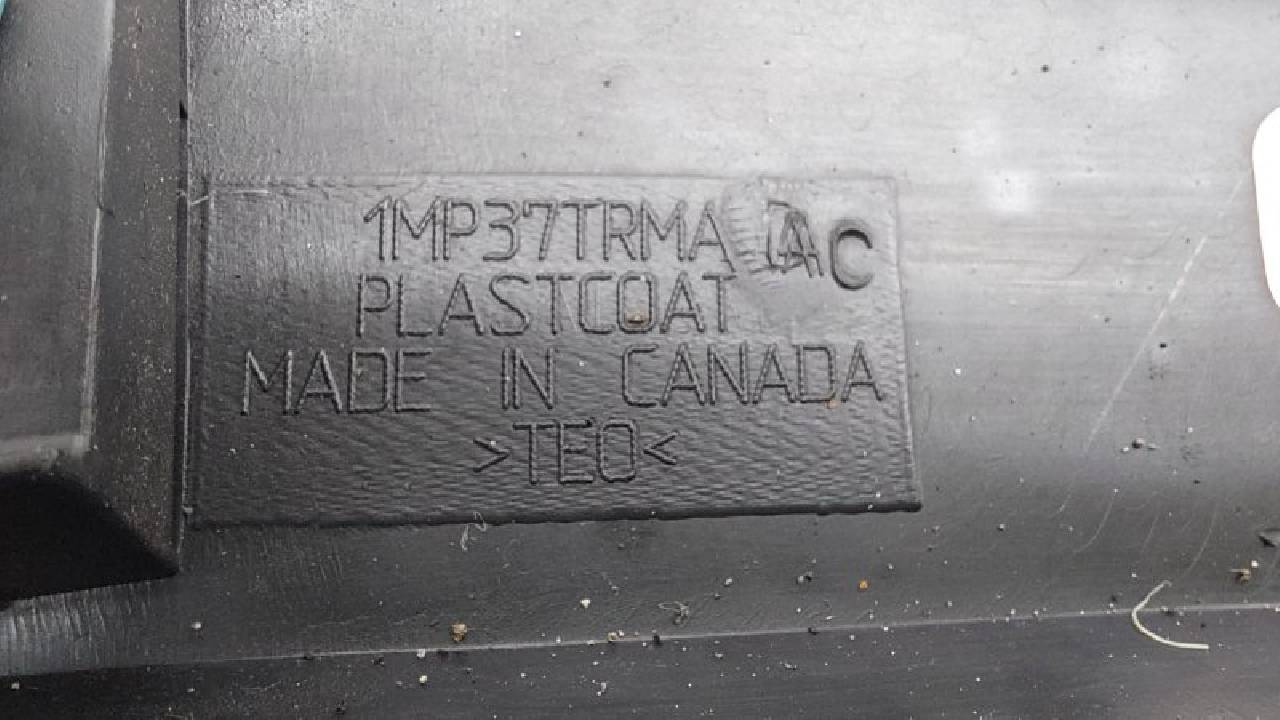 1MP37TRMA AC
PLASTCOAT
MADE IN CANADA
>TEO<